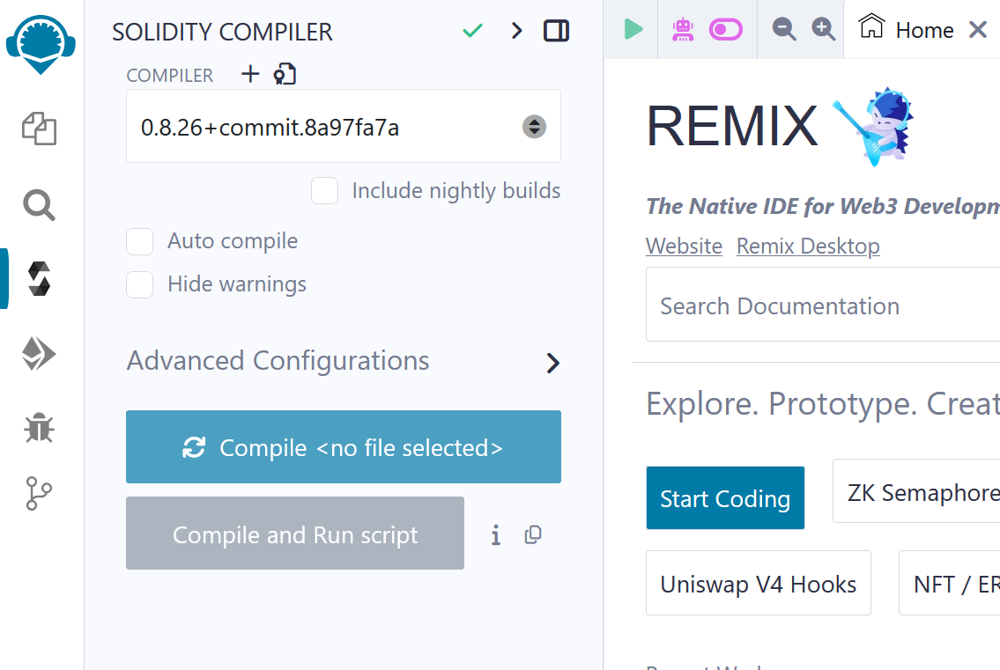 SOLIDITY COMPILER
COMPILER
0.8.26+commit.8a97fa7a
Include nightly builds
Auto compile
Hide warnings
Advanced Configurations
Compile <no file selected>
Compile and Run script
Home
REMIX
The Native IDE for Web3 Developm
Website Remix Desktop
Search Documentation
Explore. Prototype. Creat
Start Coding
ZK Semaphore
Uniswap V4 Hooks
NFT / ER